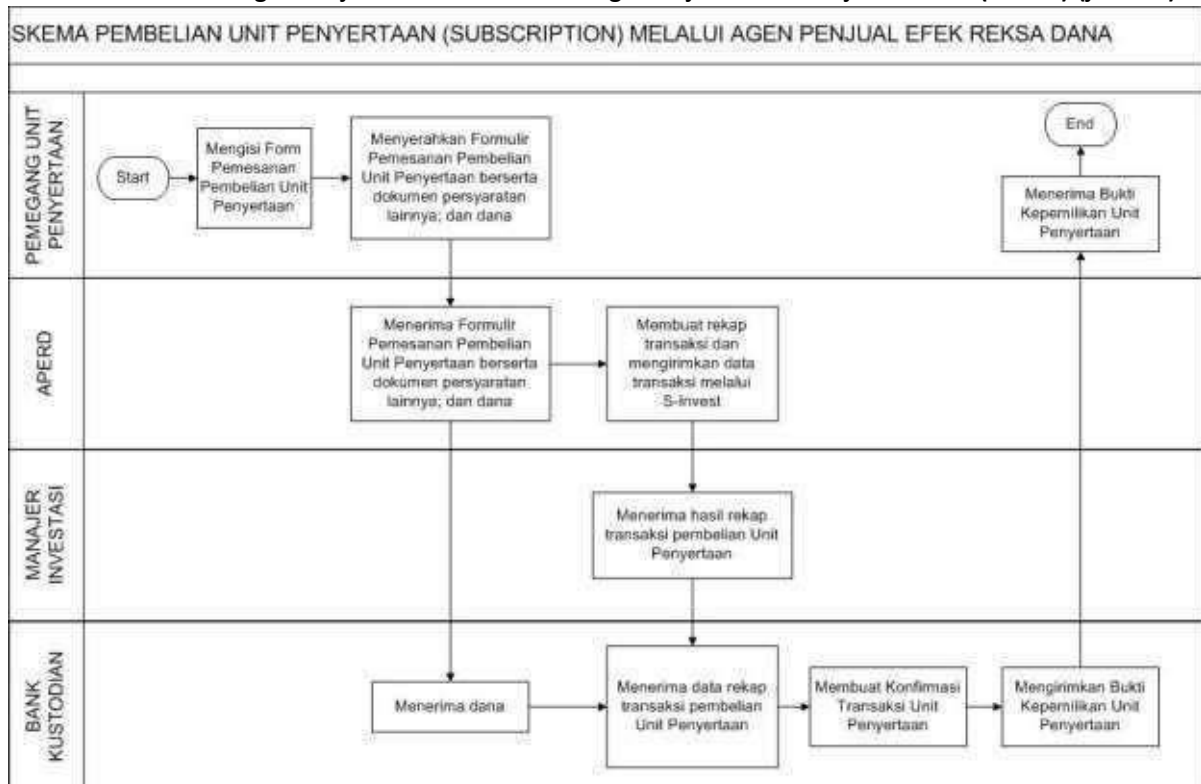 SKEMA PEMBELIAN UNIT PENYERTAAN (SUBSCRIPTION) MELALUI AGEN PENJUAL EFEK REKSA DANA
PEMEGANG UNIT
PENYERTAAN
Start
Mengisi Form
Pemesanan
Pembelian Unit
Penyertaan
Menyerahkan Formulir
Pemesanan Pembelian
Unit Penyertaan berserta
dokumen persyaratan
lainnya; dan dana
End
Menerima Bukti
Kepemilikan Unit
Penyertaan
APERD
Menerima Formulir
Pemesanan Pembelian
Unit Penyertaan berserta
dokumen persyaratan
lainnya; dan dana
Membuat rekap
transaksi dan
mengirimkan data
transaksi melalui
S-Invest
MANAJER
INVESTASI
Menerima hasil rekap
transaksi pembelian Unit
Penyertaan
BANK
KUSTODIAN
Menerima dana
Menerima data rekap
transaksi pembelian
Unit Penyertaan
Membuat Konfirmasi
Transaksi Unit
Penyertaan
Mengirimkan Bukti
Kepemilikan Unit
Penyertaan